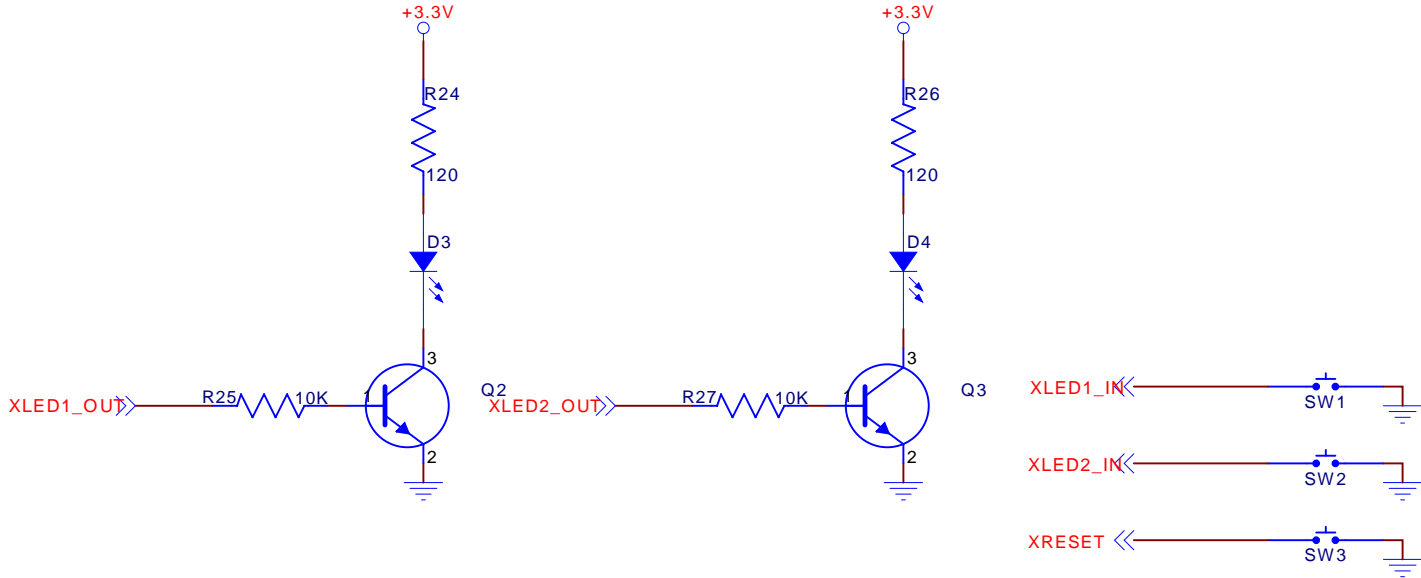 +3.3V
R24
120
D3
3
XLED1_OUT
R25
10K
1
Q2
2
+3.3V
R26
120
D4
3
XLED2_OUT
R27
10K
1
Q3
2
XLED1_IN
SW1
XLED2_IN
SW2
XRESET
SW3